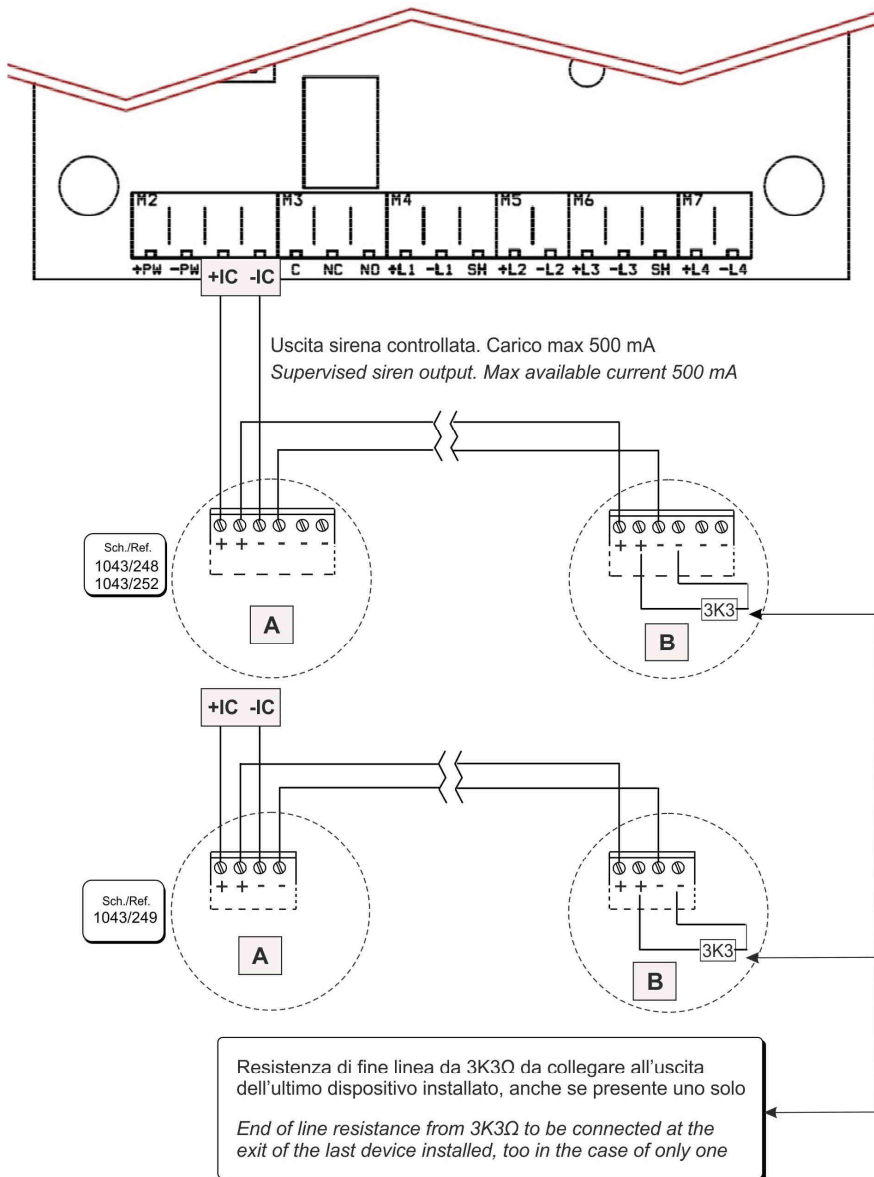 M2 M3 M4 M5 M6 M7
+PW -PW +IC -IC C NC NO +L1 -L1 SH +L2 -L2 +L3 -L3 SH +L4 -L4
Uscita sirena controllata. Carico max 500 mA
Supervised siren output. Max available current 500 mA
Sch./Ref.
1043/248
1043/252
+ + - - - -
A
+ + - - - -
3K3
B
+IC -IC
Sch./Ref.
1043/249
+ + - -
A
+ + - -
3K3
B
Resistenza di fine linea da 3K3Ω da collegare all'uscita
dell'ultimo dispositivo installato, anche se presente uno solo
End of line resistance from 3K3Ω to be connected at the
exit of the last device installed, too in the case of only one